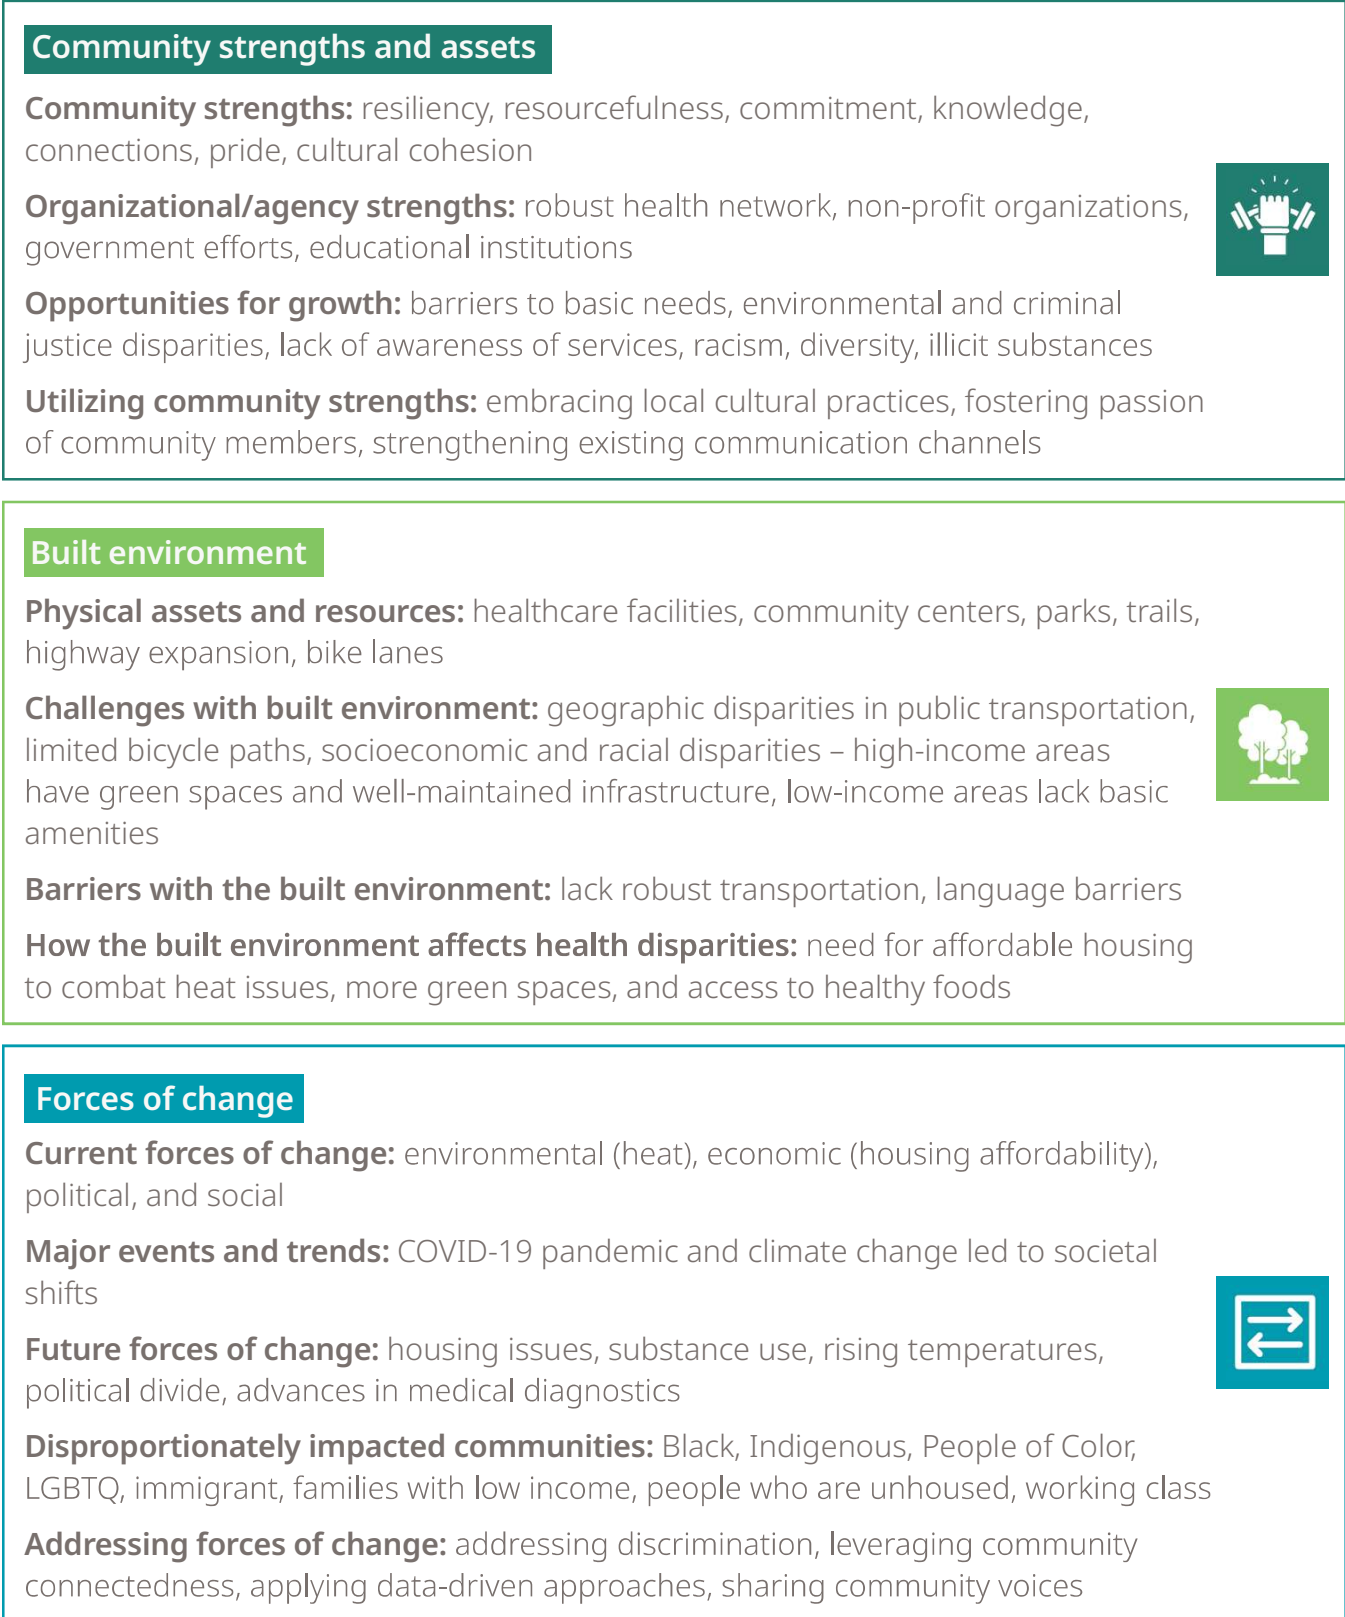 Community strengths and assets
Community strengths: resiliency, resourcefulness, commitment, knowledge,
connections, pride, cultural cohesion
Organizational/agency strengths: robust health network, non-profit organizations,
government efforts, educational institutions
Opportunities for growth: barriers to basic needs, environmental and criminal
justice disparities, lack of awareness of services, racism, diversity, illicit substances
Utilizing community strengths: embracing local cultural practices, fostering passion
of community members, strengthening existing communication channels
Built environment
Physical assets and resources: healthcare facilities, community centers, parks, trails,
highway expansion, bike lanes
Challenges with built environment: geographic disparities in public transportation,
limited bicycle paths, socioeconomic and racial disparities – high-income areas
have green spaces and well-maintained infrastructure, low-income areas lack basic
amenities
Barriers with the built environment: lack robust transportation, language barriers
How the built environment affects health disparities: need for affordable housing
to combat heat issues, more green spaces, and access to healthy foods
Forces of change
Current forces of change: environmental (heat), economic (housing affordability),
political, and social
Major events and trends: COVID-19 pandemic and climate change led to societal
shifts
Future forces of change: housing issues, substance use, rising temperatures,
political divide, advances in medical diagnostics
Disproportionately impacted communities: Black, Indigenous, People of Color,
LGBTQ, immigrant, families with low income, people who are unhoused, working class
Addressing forces of change: addressing discrimination, leveraging community
connectedness, applying data-driven approaches, sharing community voices